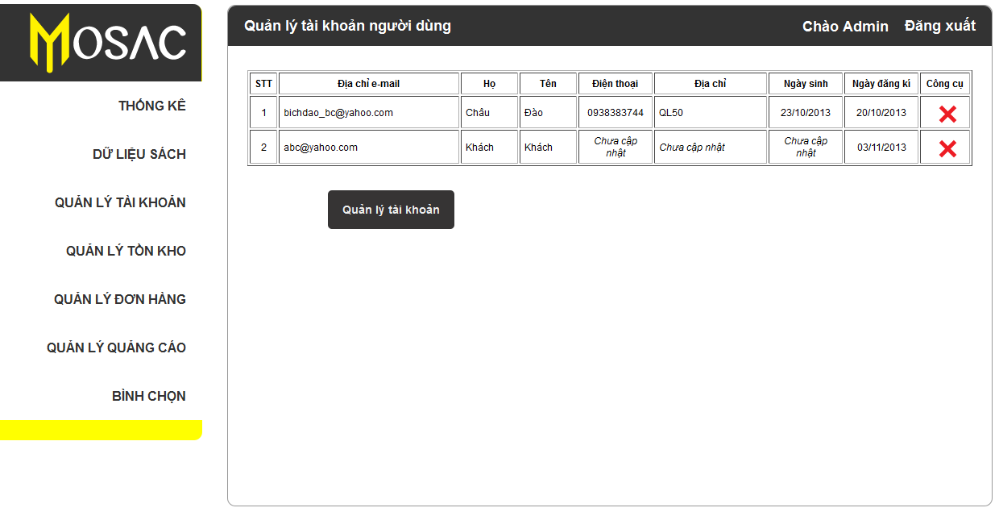 MOSAC
THỐNG KÊ
DỮ LIỆU SÁCH
QUẢN LÝ TÀI KHOẢN
QUẢN LÝ TỒN KHO
QUẢN LÝ ĐƠN HÀNG
QUẢN LÝ QUẢNG CÁO
BÌNH CHỌN
Quản lý tài khoản người dùng Chào Admin Đăng xuất
STT Địa chỉ e-mail Họ Tên Điện thoại Địa chỉ Ngày sinh Ngày đăng kí Công cụ
1 bichdao_bc@yahoo.com Châu Đào 0938383744 QL50 23/10/2013 20/10/2013
2 abc@yahoo.com Khách Khách Chưa cập nhật Chưa cập nhật Chưa cập nhật 03/11/2013
Quản lý tài khoản